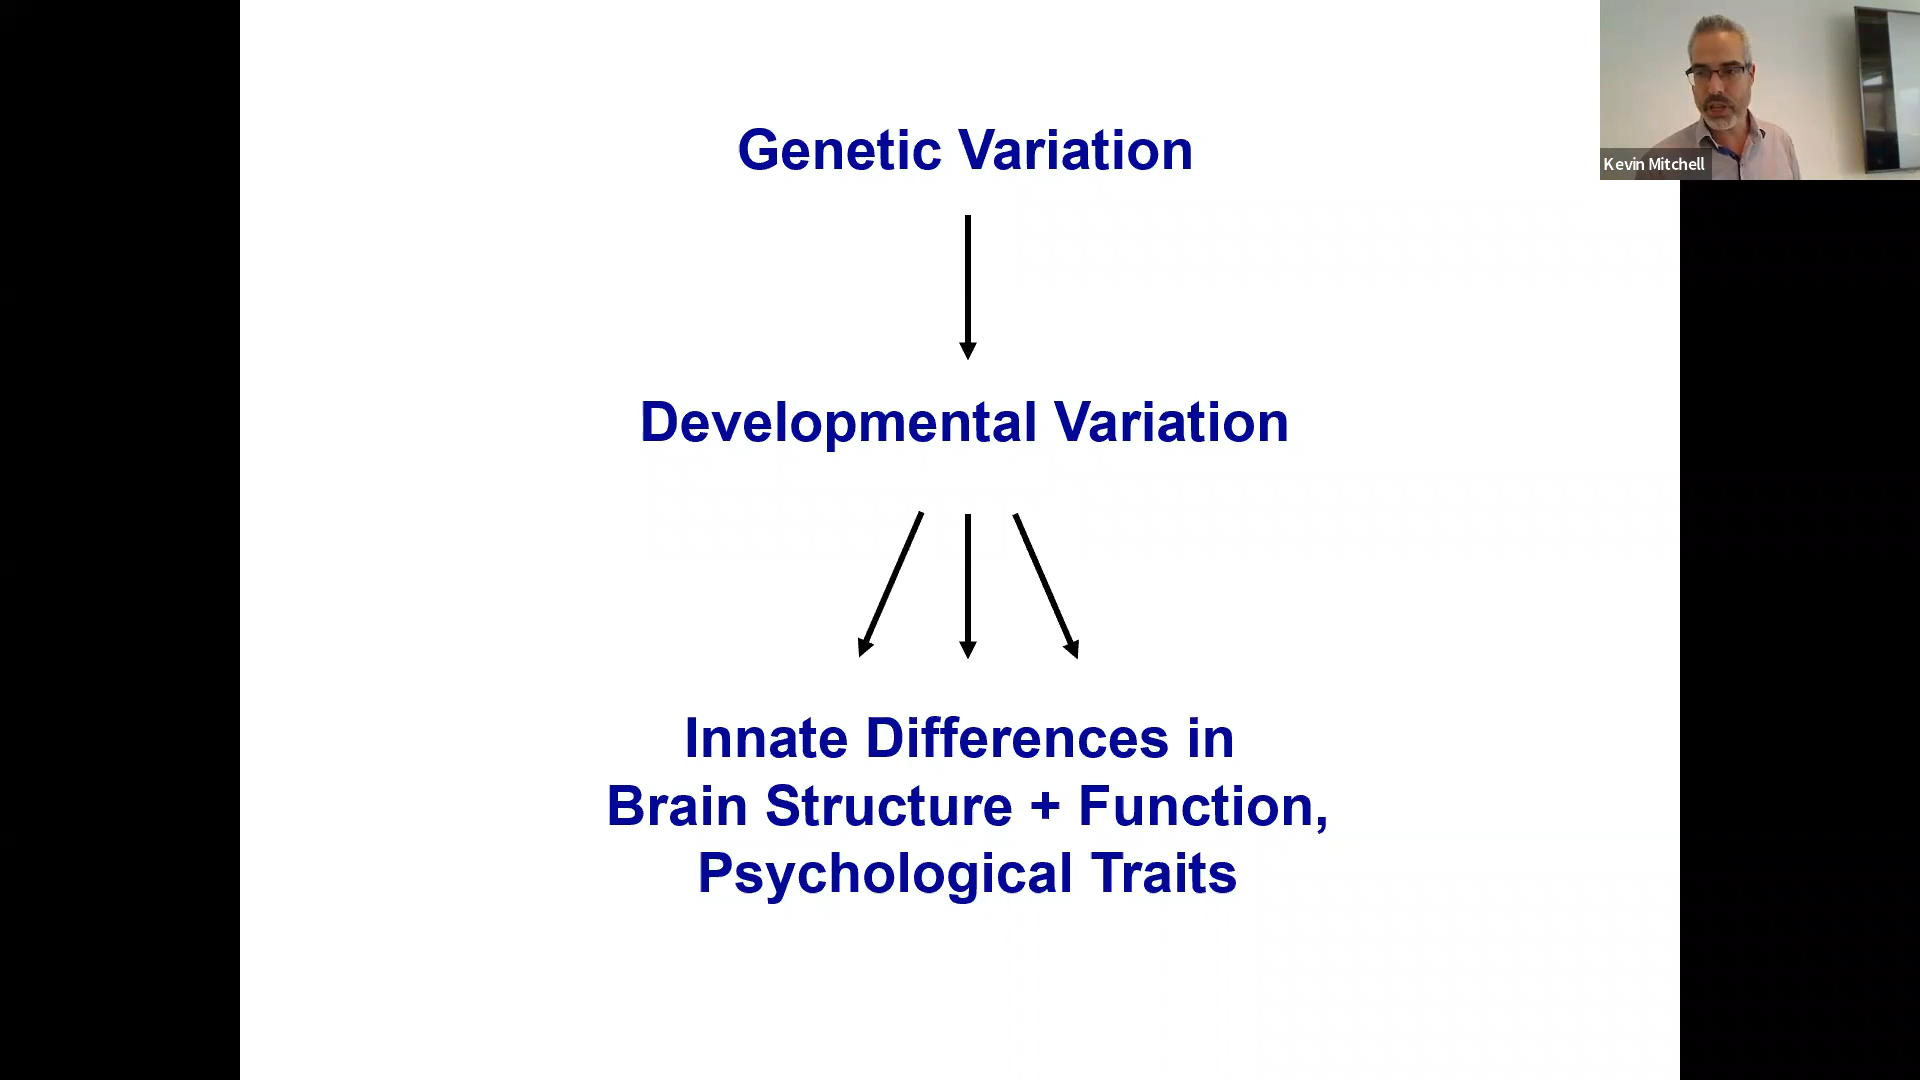 Genetic Variation
Kevin Mitchell
Developmental Variation
Innate Differences in
Brain Structure + Function,
Psychological Traits